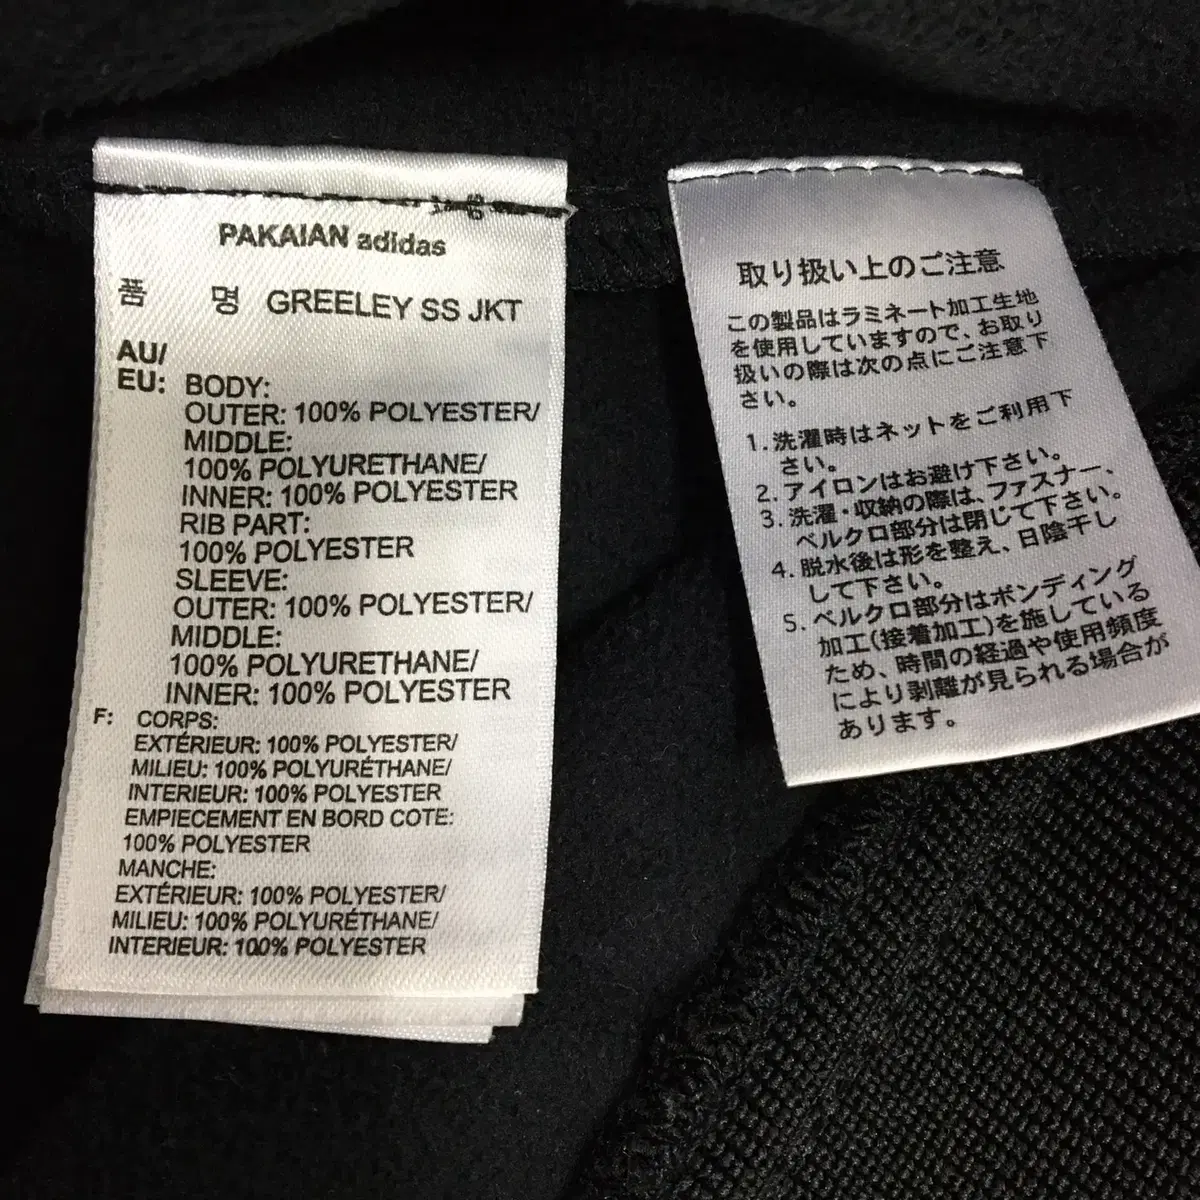 PAKAIAN adidas
품 명 GREELEY SS JKT
AU/
EU: BODY:
OUTER: 100% POLYESTER/
MIDDLE:
100% POLYURETHANE/
INNER: 100% POLYESTER
RIB PART:
100% POLYESTER
SLEEVE:
OUTER: 100% POLYESTER/
MIDDLE:
100% POLYURETHANE/
INNER: 100% POLYESTER
F: CORPS:
EXTÉRIEUR: 100% POLYESTER/
MILIEU: 100% POLYURÉTHANE/
INTERIEUR: 100% POLYESTER
EMPIECEMENT EN BORD COTE:
100% POLYESTER
MANCHE:
EXTÉRIEUR: 100% POLYESTER/
MILIEU: 100% POLYURÉTHANE/
INTERIEUR: 100% POLYESTER
取り扱い上のご注意
この製品はラミネート加工生地
を使用していますので、お取り
扱いの際は次の点にご注意下
さい。
1. 洗濯時はネットをご利用下
さい。
2. アイロンはお避け下さい。
3. 洗濯・収納の際は、ファスナー、
ベルクロ部分は閉じて下さい。
4. 脱水後は形を整え、日陰干し
して下さい。
5. ベルクロ部分はボンディング
加工(接着加工)を施している
ため、時間の経過や使用頻度
により剥離が見られる場合が
あります。